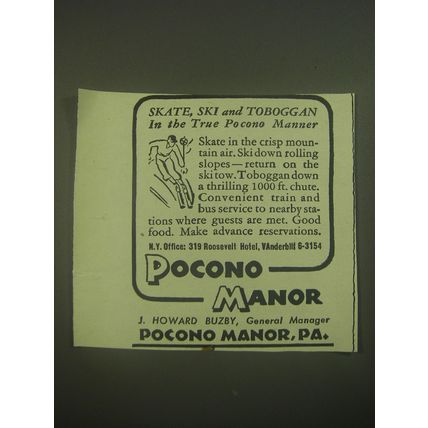 SKATE, SKI and TOBOGGAN
In the True Pocono Manner
Skate in the crisp moun-
tain air. Ski down rolling
slopes—return on the
ski tow. Toboggan down
a thrilling 1000 ft. chute.
Convenient train and
bus service to nearby sta-
tions where guests are met. Good
food. Make advance reservations.
N.Y. Office: 319 Roosevelt Hotel, VAnderbilt 6-3154
POCONO
MANOR
J. HOWARD BUZBY, General Manager
POCONO MANOR, PA.